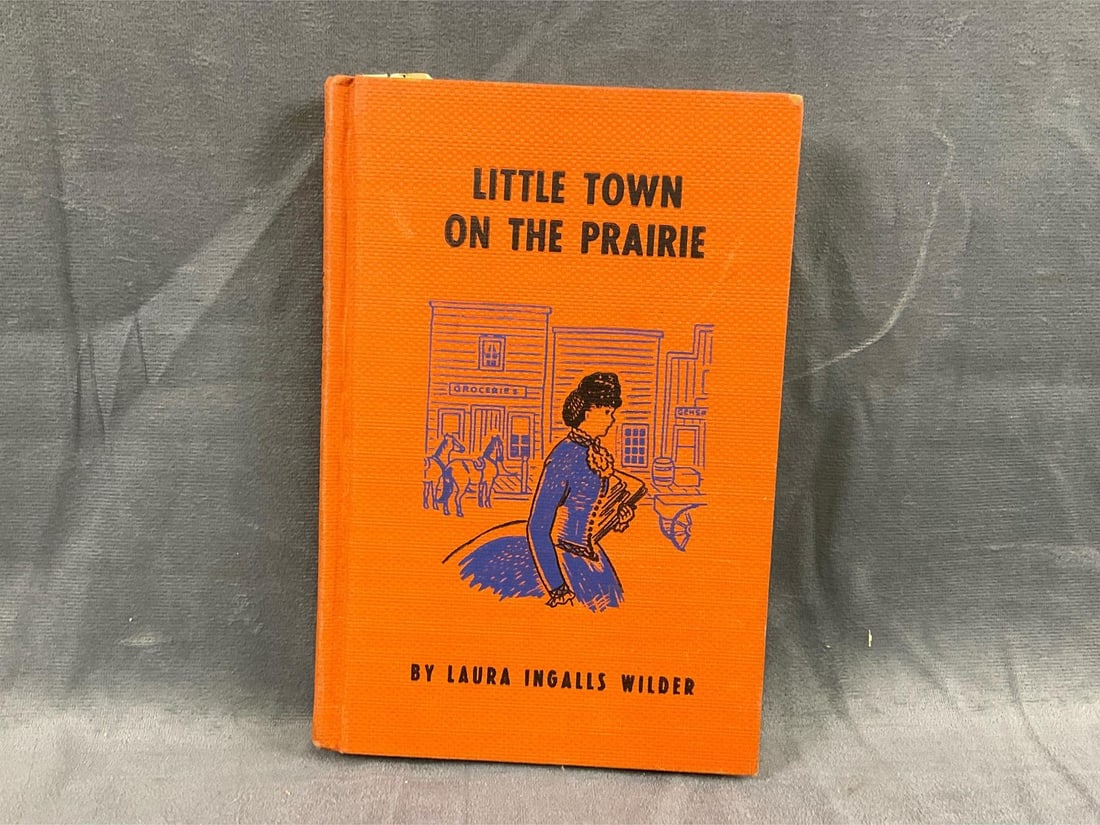 LITTLE TOWN
ON THE PRAIRIE
GROCERIES
BY LAURA INGALLS WILDER